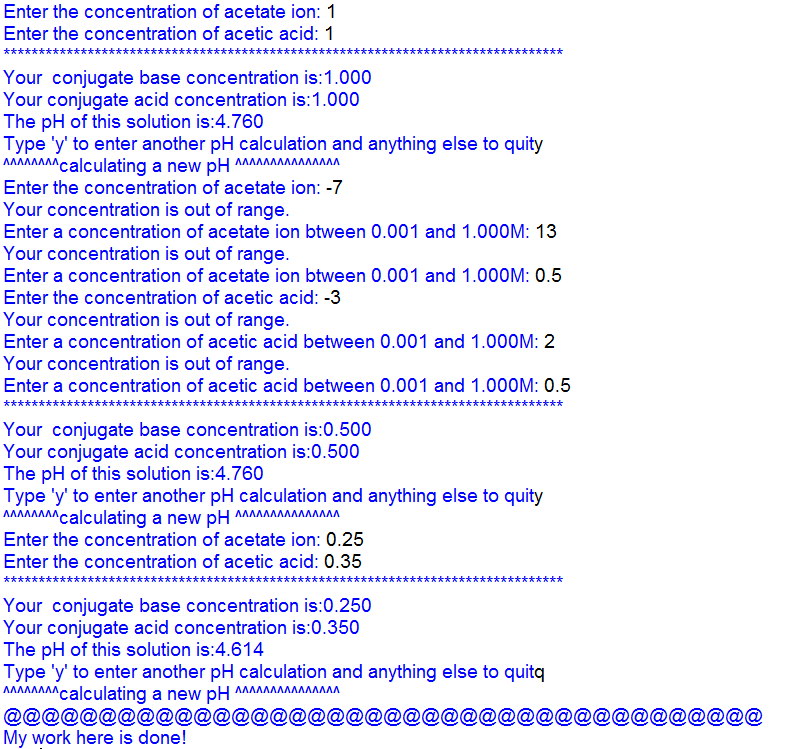 Enter the concentration of acetate ion: 1
Enter the concentration of acetic acid: 1
********************************************************************************
Your  conjugate base concentration is:1.000
Your conjugate acid concentration is:1.000
The pH of this solution is:4.760
Type 'y' to enter another pH calculation and anything else to quity
^^^^^^^^calculating a new pH ^^^^^^^^^^^^^^^
Enter the concentration of acetate ion: -7
Your concentration is out of range.
Enter a concentration of acetate ion btween 0.001 and 1.000M: 13
Your concentration is out of range.
Enter a concentration of acetate ion btween 0.001 and 1.000M: 0.5
Enter the concentration of acetic acid: -3
Your concentration is out of range.
Enter a concentration of acetic acid between 0.001 and 1.000M: 2
Your concentration is out of range.
Enter a concentration of acetic acid between 0.001 and 1.000M: 0.5
********************************************************************************
Your  conjugate base concentration is:0.500
Your conjugate acid concentration is:0.500
The pH of this solution is:4.760
Type 'y' to enter another pH calculation and anything else to quity
^^^^^^^^calculating a new pH ^^^^^^^^^^^^^^^
Enter the concentration of acetate ion: 0.25
Enter the concentration of acetic acid: 0.35
********************************************************************************
Your  conjugate base concentration is:0.250
Your conjugate acid concentration is:0.350
The pH of this solution is:4.614
Type 'y' to enter another pH calculation and anything else to quitq
^^^^^^^^calculating a new pH ^^^^^^^^^^^^^^^
@@@@@@@@@@@@@@@@@@@@@@@@@@@@@@@@@@@@@@@@
My work here is done!